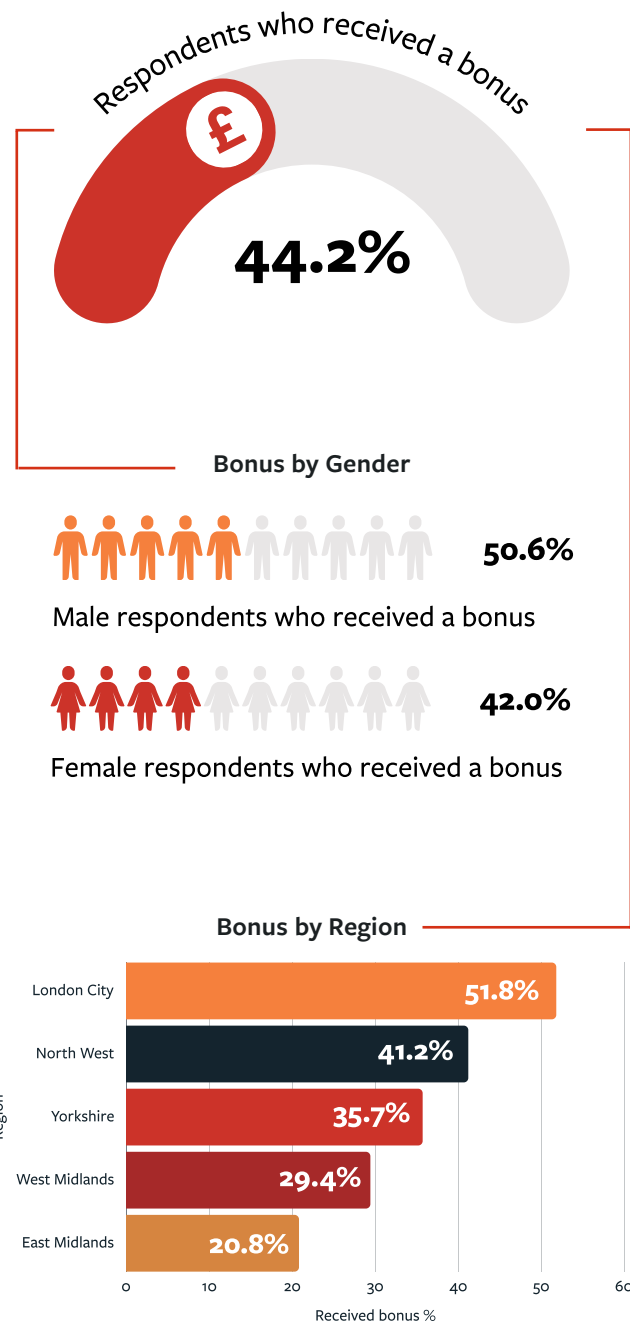 Respondents who received a bonus
£
44.2%
Bonus by Gender
50.6%
Male respondents who received a bonus
42.0%
Female respondents who received a bonus
Bonus by Region
London City
51.8%
North West
41.2%
Yorkshire
35.7%
West Midlands
29.4%
East Midlands
20.8%
Region
0 10 20 30 40 50 60
Received bonus %